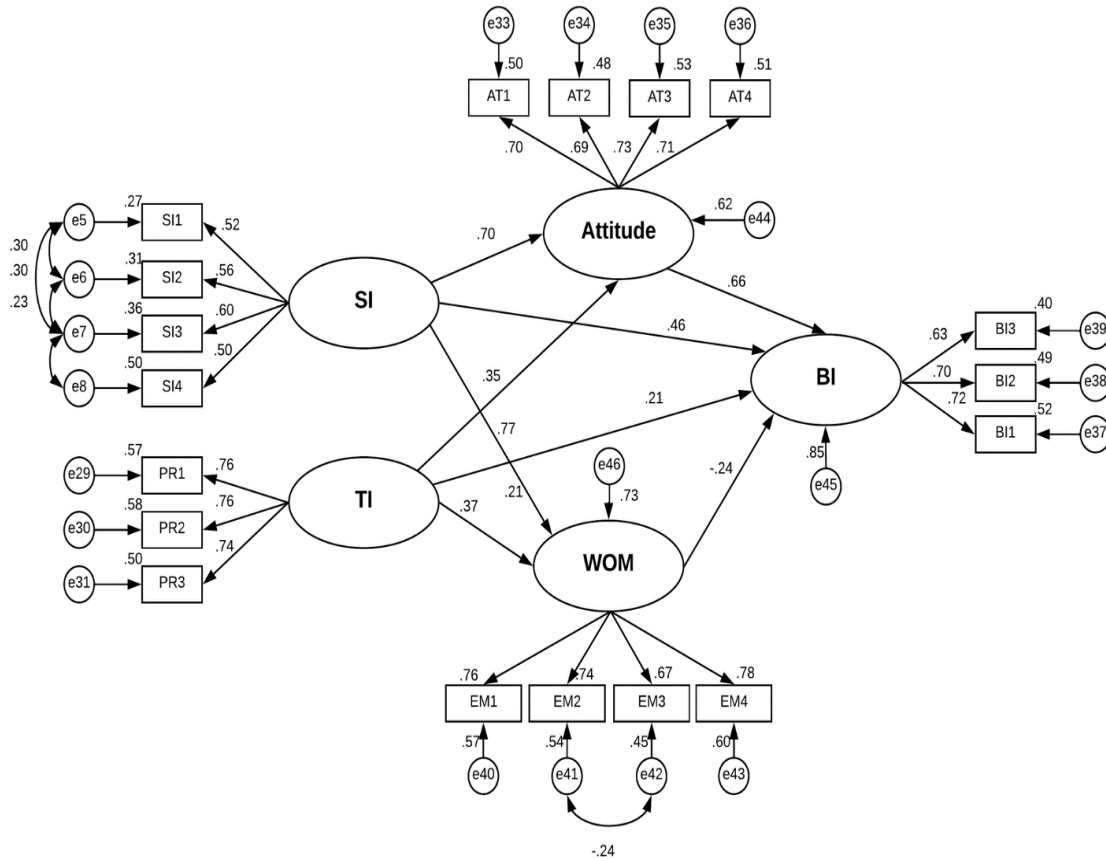 e33 e34 e35 e36
.50 .48 .53 .51
AT1 AT2 AT3 AT4
.70 .69 .73 .71
Attitude
.62
e44
e5 .27 SI1 .52
e6 .31 SI2 .56
e7 .36 SI3 .60
e8 .50 SI4 .50
.30
.30
.23
SI
.70
.46
.66
.35
.77
.21
.21
.37
-.24
BI
.85
e45
.63 BI3 .40 e39
.70 BI2 .49 e38
.72 BI1 .52 e37
e29 .57 PR1 .76
e30 .58 PR2 .76
e31 .50 PR3 .74
TI
e46
.73
WOM
.76 .74 .67 .78
EM1 EM2 EM3 EM4
.57 .54 .45 .60
e40 e41 e42 e43
-.24